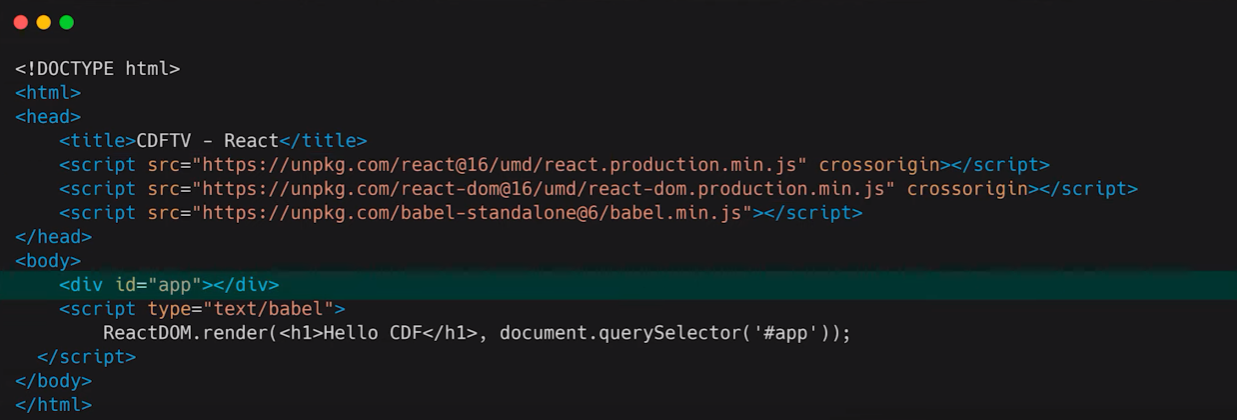 <!DOCTYPE html>
<html>
<head>
    <title>CDFTV - React</title>
    <script src="https://unpkg.com/react@16/umd/react.production.min.js" crossorigin></script>
    <script src="https://unpkg.com/react-dom@16/umd/react-dom.production.min.js" crossorigin></script>
    <script src="https://unpkg.com/babel-standalone@6/babel.min.js"></script>
</head>
<body>
    <div id="app"></div>
    <script type="text/babel">
        ReactDOM.render(<h1>Hello CDF</h1>, document.querySelector('#app'));
  </script>
</body>
</html>